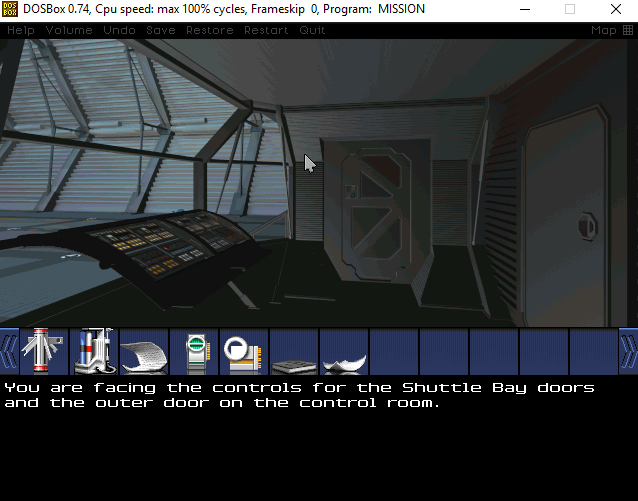 DOS BOX DOSBox 0.74, Cpu speed: max 100% cycles, Frameskip 0, Program: MISSION
Help Volume Undo Save Restore Restart Quit Map
You are facing the controls for the Shuttle Bay doors
and the outer door on the control room.